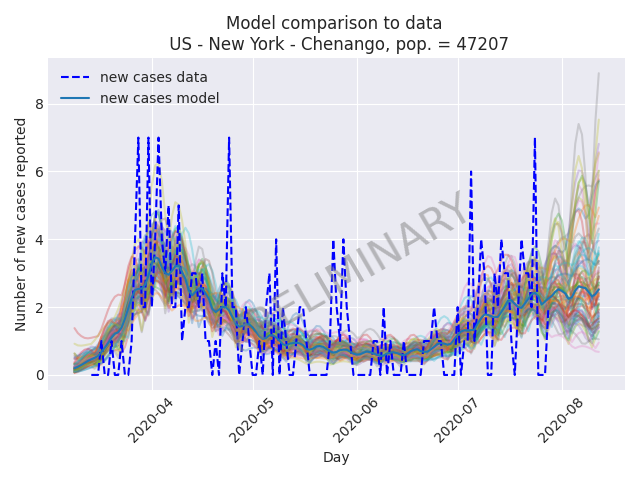 Model comparison to data
US - New York - Chenango, pop. = 47207
new cases data
new cases model
Number of new cases reported
8
6
4
2
0
2020-04
2020-05
2020-06
2020-07
2020-08
Day